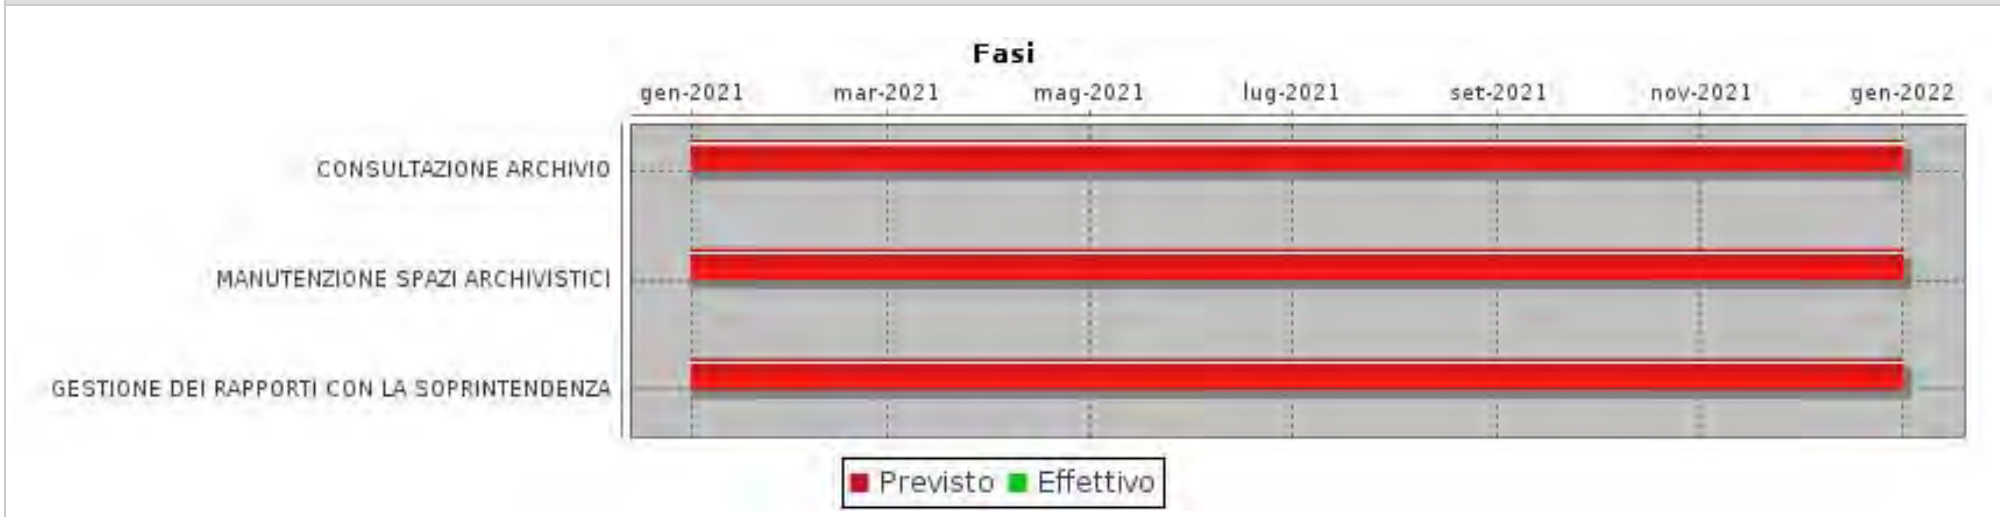 Fasi
gen-2021 mar-2021 mag-2021 lug-2021 set-2021 nov-2021 gen-2022
CONSULTAZIONE ARCHIVIO
MANUTENZIONE SPAZI ARCHIVISTICI
GESTIONE DEI RAPPORTI CON LA SOPRINTENDENZA
Previsto Effettivo